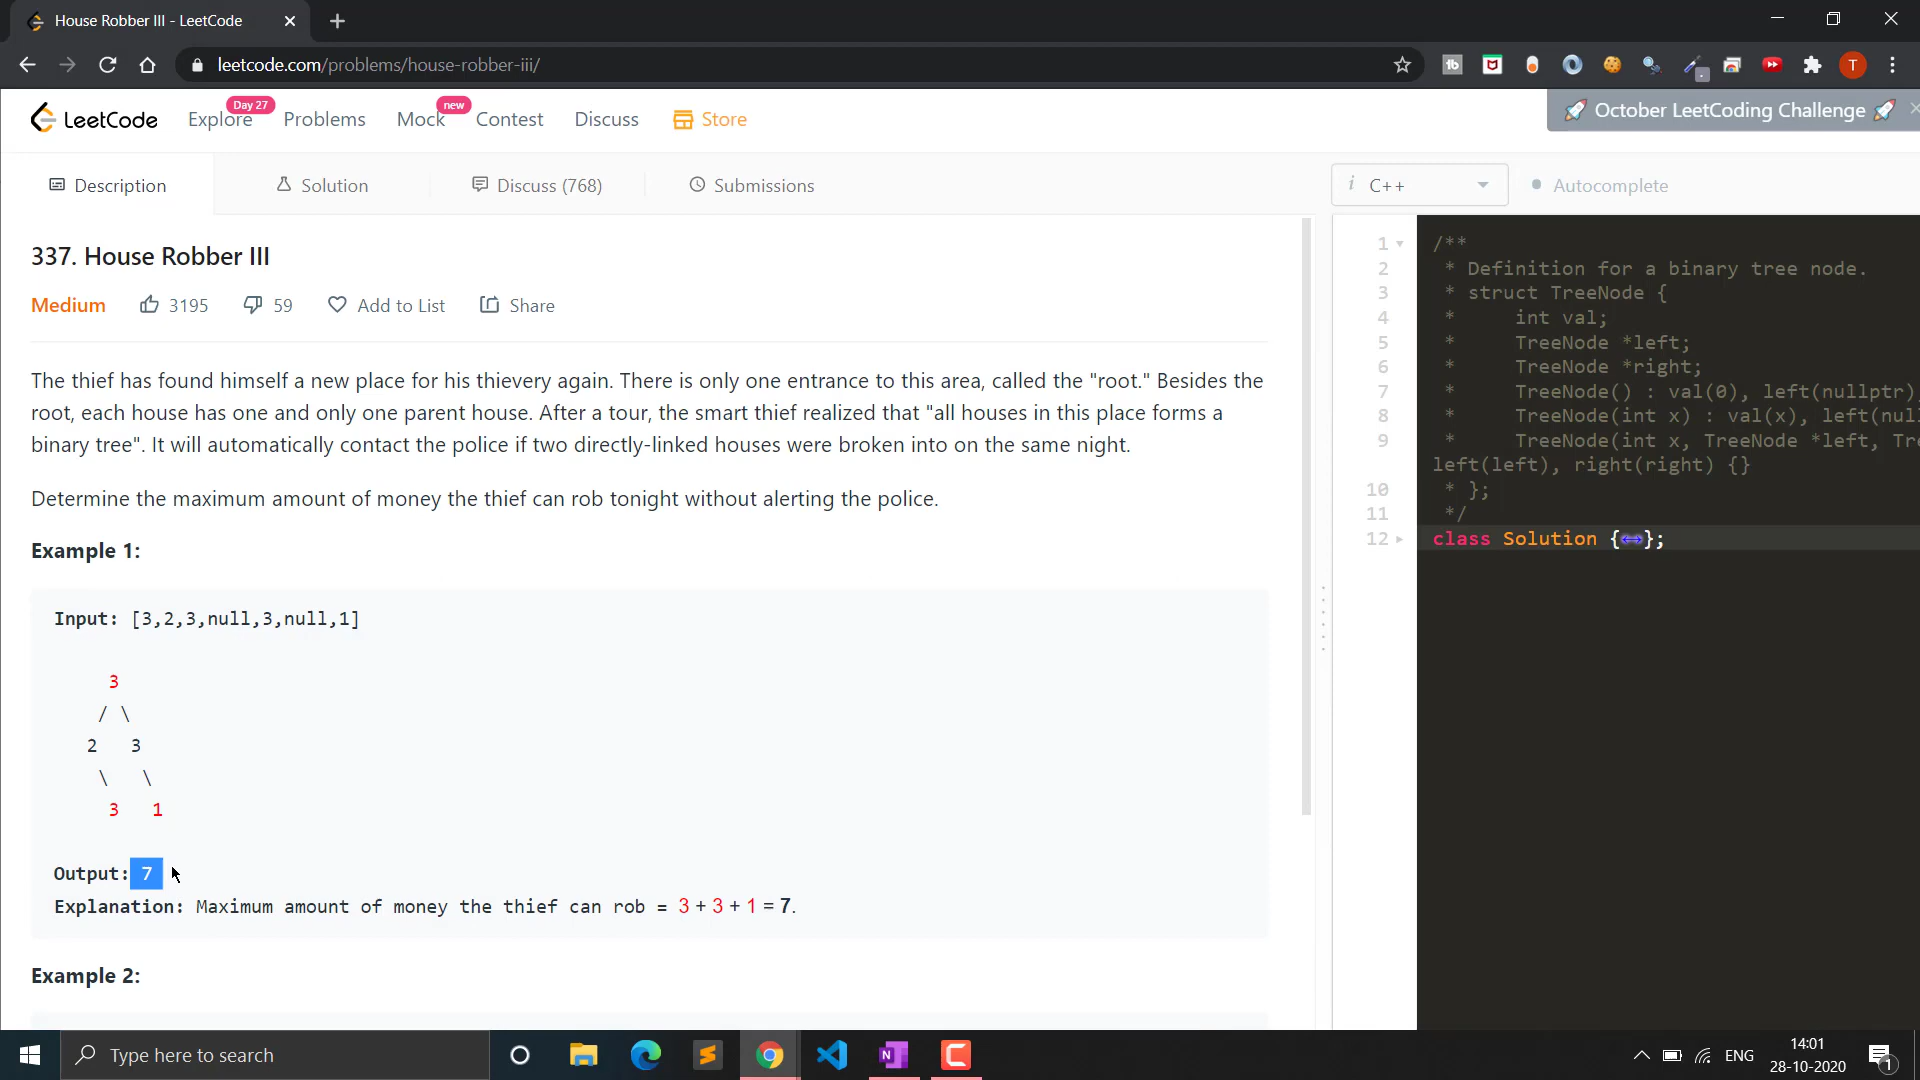 House Robber III - LeetCode
leetcode.com/problems/house-robber-iii/
T
LeetCode
Explore
Day 27
Problems
Mock
new
Contest
Discuss
Store
October LeetCoding Challenge
Description
Solution
Discuss (768)
Submissions
i C++
Autocomplete
337. House Robber III
Medium
3195
59
Add to List
Share
The thief has found himself a new place for his thievery again. There is only one entrance to this area, called the "root." Besides the
root, each house has one and only one parent house. After a tour, the smart thief realized that "all houses in this place forms a
binary tree". It will automatically contact the police if two directly-linked houses were broken into on the same night.
Determine the maximum amount of money the thief can rob tonight without alerting the police.
Example 1:
Input: [3,2,3,null,3,null,1]
3
/ \
2 3
\ \
3 1
Output: 7
Explanation: Maximum amount of money the thief can rob = 3 + 3 + 1 = 7.
Example 2:
1 /**
2 * Definition for a binary tree node.
3 * struct TreeNode {
4 * int val;
5 * TreeNode *left;
6 * TreeNode *right;
7 * TreeNode() : val(0), left(nullptr)
8 * TreeNode(int x) : val(x), left(nul
9 * TreeNode(int x, TreeNode *left, Tr
left(left), right(right) {}
10 * };
11 */
12 class Solution {↔};
Type here to search
ENG
14:01
28-10-2020
1